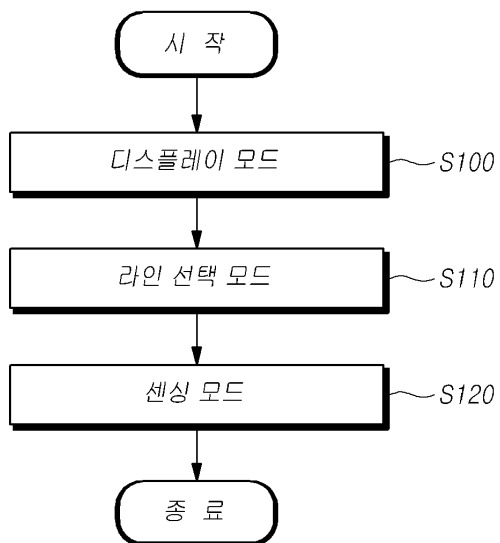 시 작
디스플레이 모드
S100
라인 선택 모드
S110
센싱 모드
S120
종 료